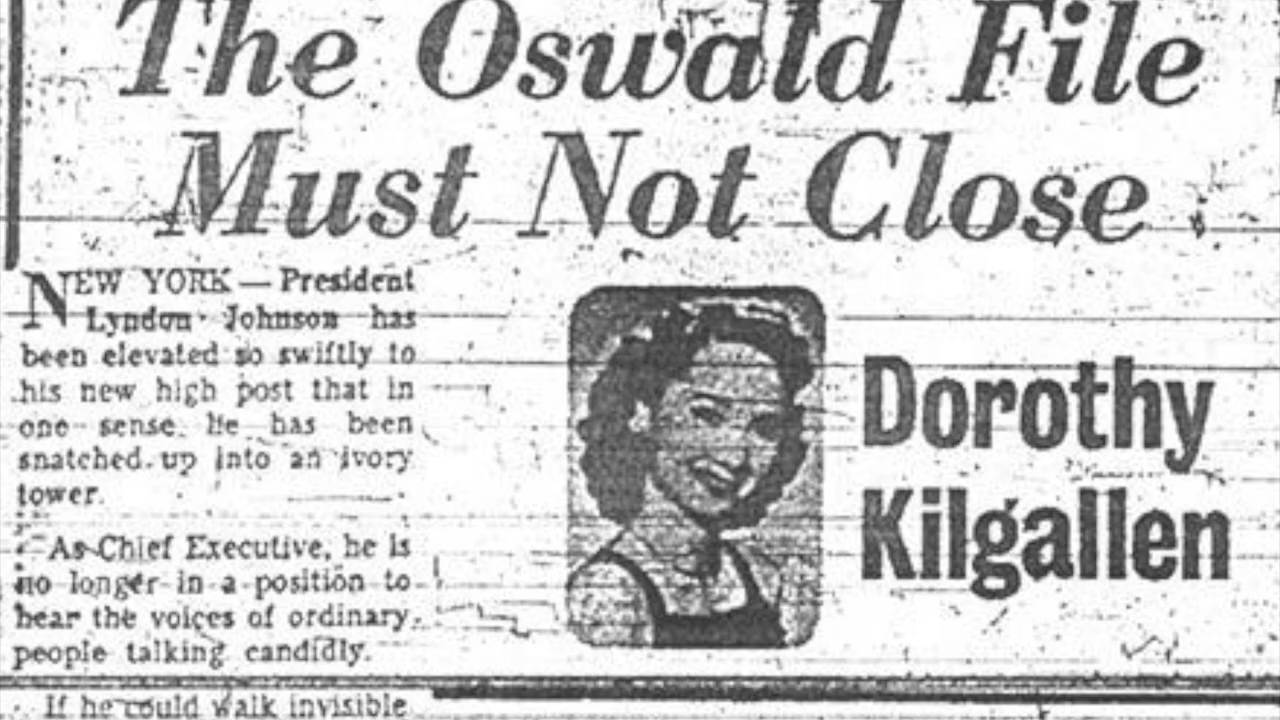 The Oswald File
Must Not Close
NEW YORK — President
Lyndon Johnson has
been elevated so swiftly to
his new high post that in
one sense he has been
snatched up into an ivory
tower.
As Chief Executive, he is
no longer in a position to
hear the voices of ordinary
people talking candidly.
If he could walk invisible
Dorothy
Kilgallen